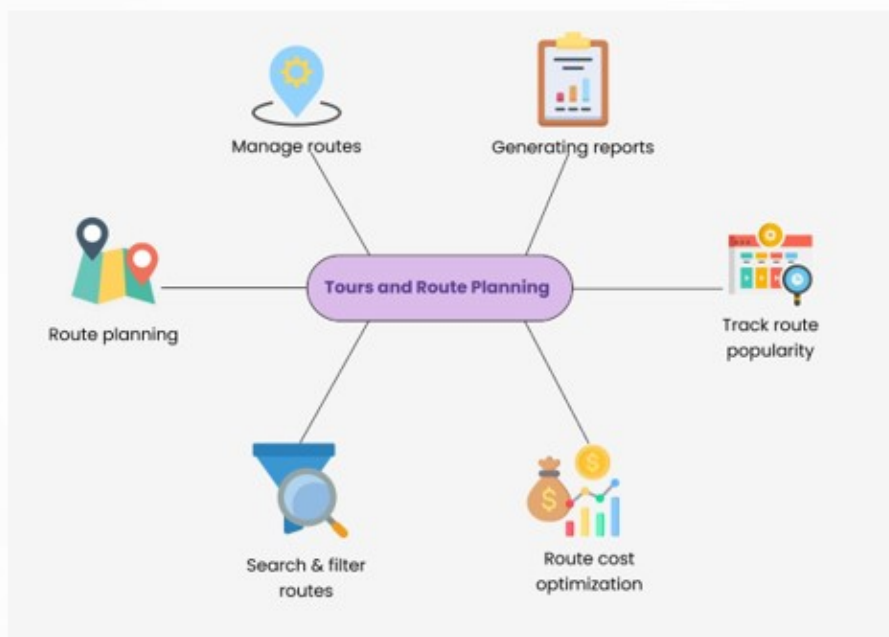 Manage routes
Generating reports
Route planning
Tours and Route Planning
Track route
popularity
Search & filter
routes
Route cost
optimization